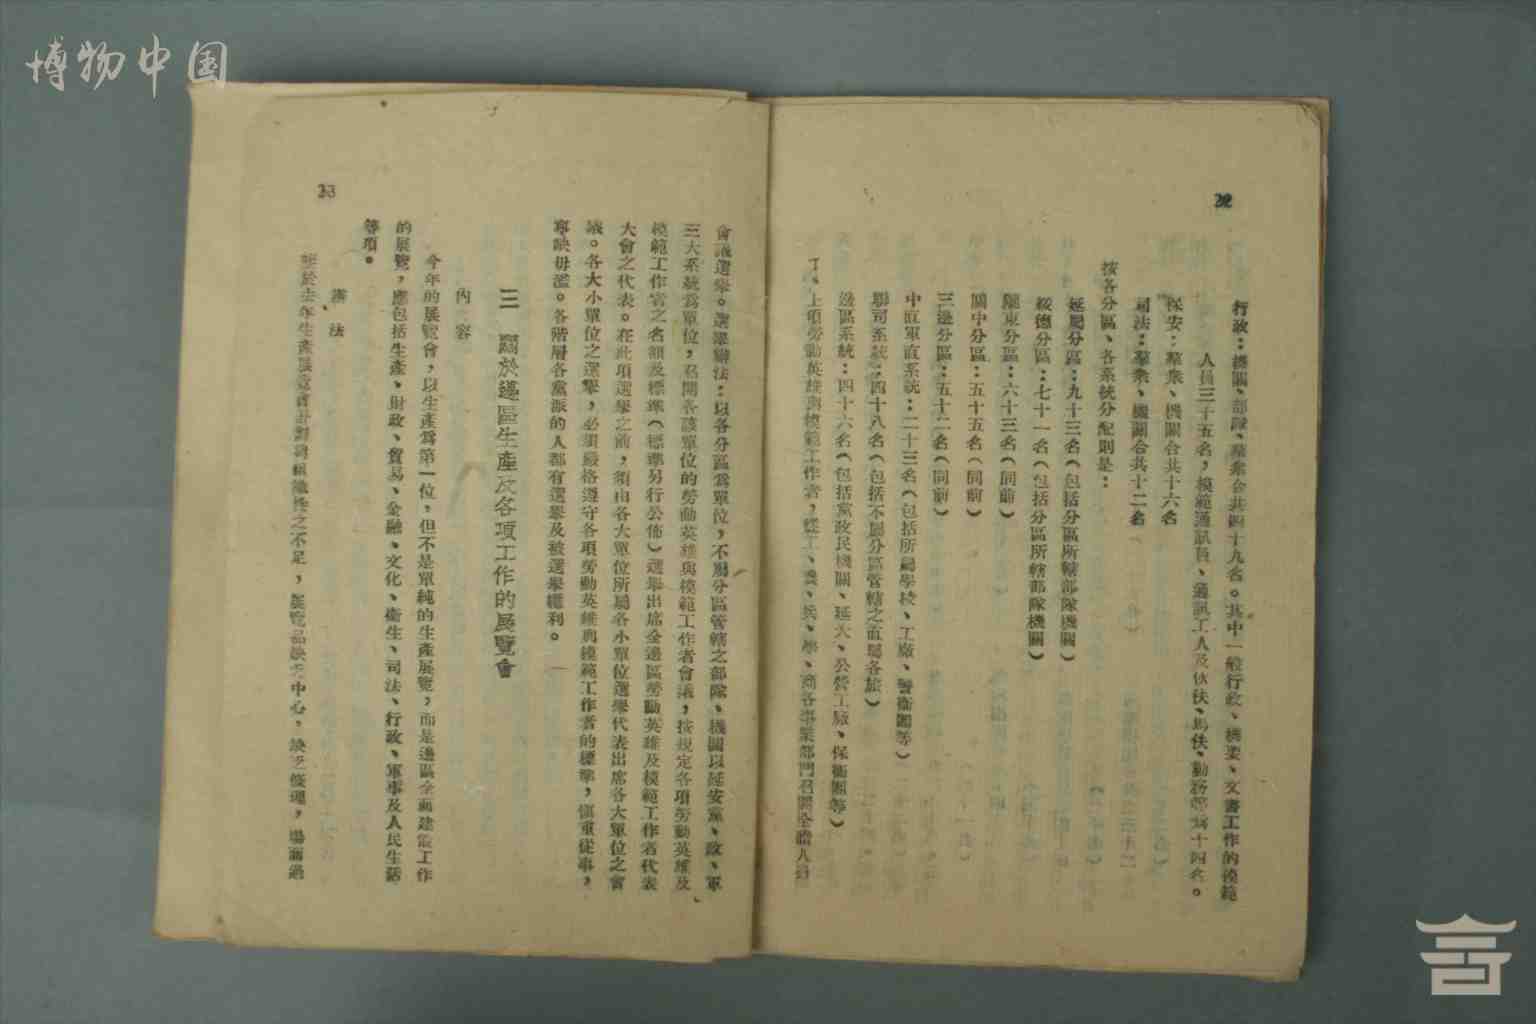 博物中国
22
行政：機關、部隊、羣衆合共四十九名。其中一般行政、機要、文書工作的模範
人員三十五名，模範通訊員、通訊工人及伙伕、馬伕、勤務部爲十四名。
保安：羣衆、機關合共十六名
司法：羣衆、機關合共十二名
按各分區、各系統分配則是：
延屬分區：九十三名（包括分區所轄部隊機關）
綏德分區：七十一名（包括分區所轄部隊機關）
隴東分區：六十三名（同前）
關中分區：五十五名（同前）
三邊分區：五十二名（同前）
中直軍直系統：二十三名（包括所屬學校、工廠、警衛團等）
聯司系統：四十八名（包括不屬分區管轄之直屬各旅）
邊區系統：四十六名（包括黨政民機關、延大、公營工廠、保衞團等）
丁、上項勞動英雄與模範工作者，從工、農、兵、學、商各事業部門召開全體人員
會議選舉。選舉辦法：以各分區爲單位，不屬分區管轄之部隊、機關以延安黨、政、軍
三大系統爲單位，召開各該單位的勞動英雄與模範工作者會議，按規定各項勞動英雄及
模範工作者之名額及標準（標準另行公佈）選舉出席全邊區勞動英雄及模範工作者代表
大會之代表。在此項選舉之前，須由各大單位所屬各小單位選舉代表出席各大單位之會
議。各大小單位之選舉，必須嚴格遵守各項勞動英雄與模範工作者的標準，愼重從事，
寧缺毋濫。各階層各黨派的人都有選舉及被選舉權利。
三 關於邊區生產及各項工作的展覽會
內容
今年的展覽會，以生產爲第一位，但不是單純的生產展覽，而是邊區全面建設工作
的展覽，應包括生產、財政、貿易、金融、文化、衞生、司法、行政、軍事及人民生活
等項。
辦法
鑒於去年生產展覽會計劃與組織性之不足，展覽品缺乏中心，缺乏條理，場面過
23